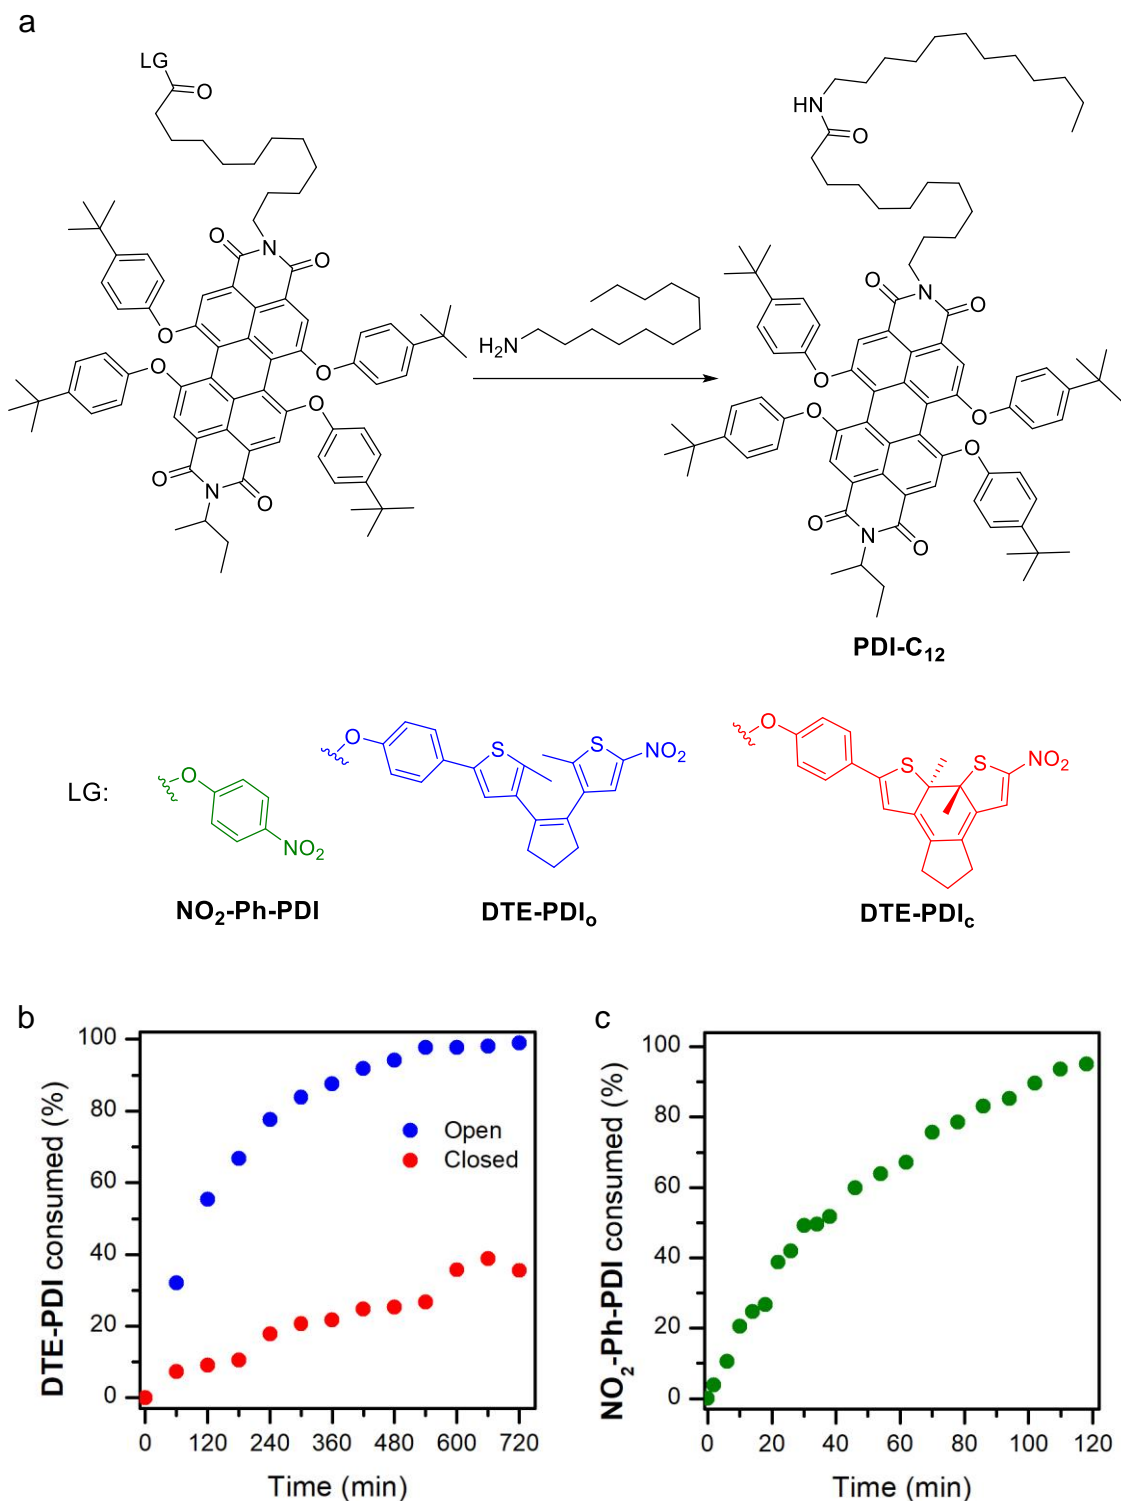 a
LG
O
HN
O
O
N
O
O
O
O
O
O
N
O
H₂N
O
N
O
O
O
O
O
O
N
O
PDI-C₁₂
LG:
O
NO₂
NO₂-Ph-PDI
O
S
S
NO₂
DTE-PDIₒ
O
S
S
NO₂
DTE-PDI_c
b
DTE-PDI consumed (%)
100
80
60
40
20
0
Open
Closed
0 120 240 360 480 600 720
Time (min)
c
NO₂-Ph-PDI consumed (%)
100
80
60
40
20
0
0 20 40 60 80 100 120
Time (min)